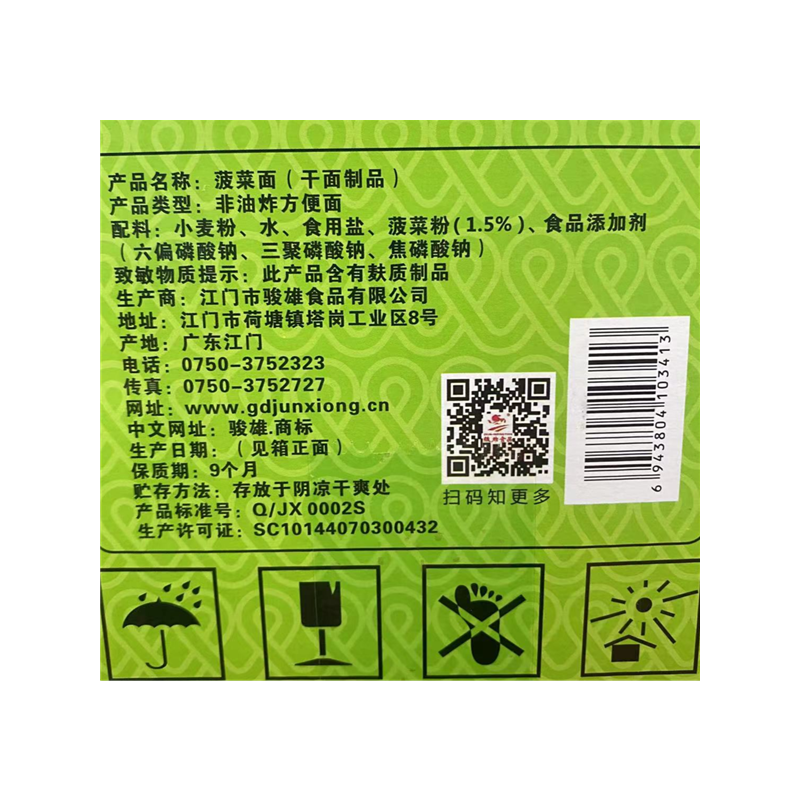 产品名称：菠菜面（干面制品）
产品类型：非油炸方便面
配料：小麦粉、水、食用盐、菠菜粉(1.5%)、食品添加剂
（六偏磷酸钠、三聚磷酸钠、焦磷酸钠）
致敏物质提示：此产品含有麸质制品
生产商：江门市骏雄食品有限公司
地址：江门市荷塘镇塔岗工业区8号
产地：广东江门
电话：0750-3752323
传真：0750-3752727
网址：www.gdjunxiong.cn
中文网址：骏雄.商标
生产日期：（见箱正面）
保质期：9个月
贮存方法：存放于阴凉干爽处
产品标准号：Q/JX 0002S
生产许可证：SC10144070300432
扫码知更多
6 943804 103413